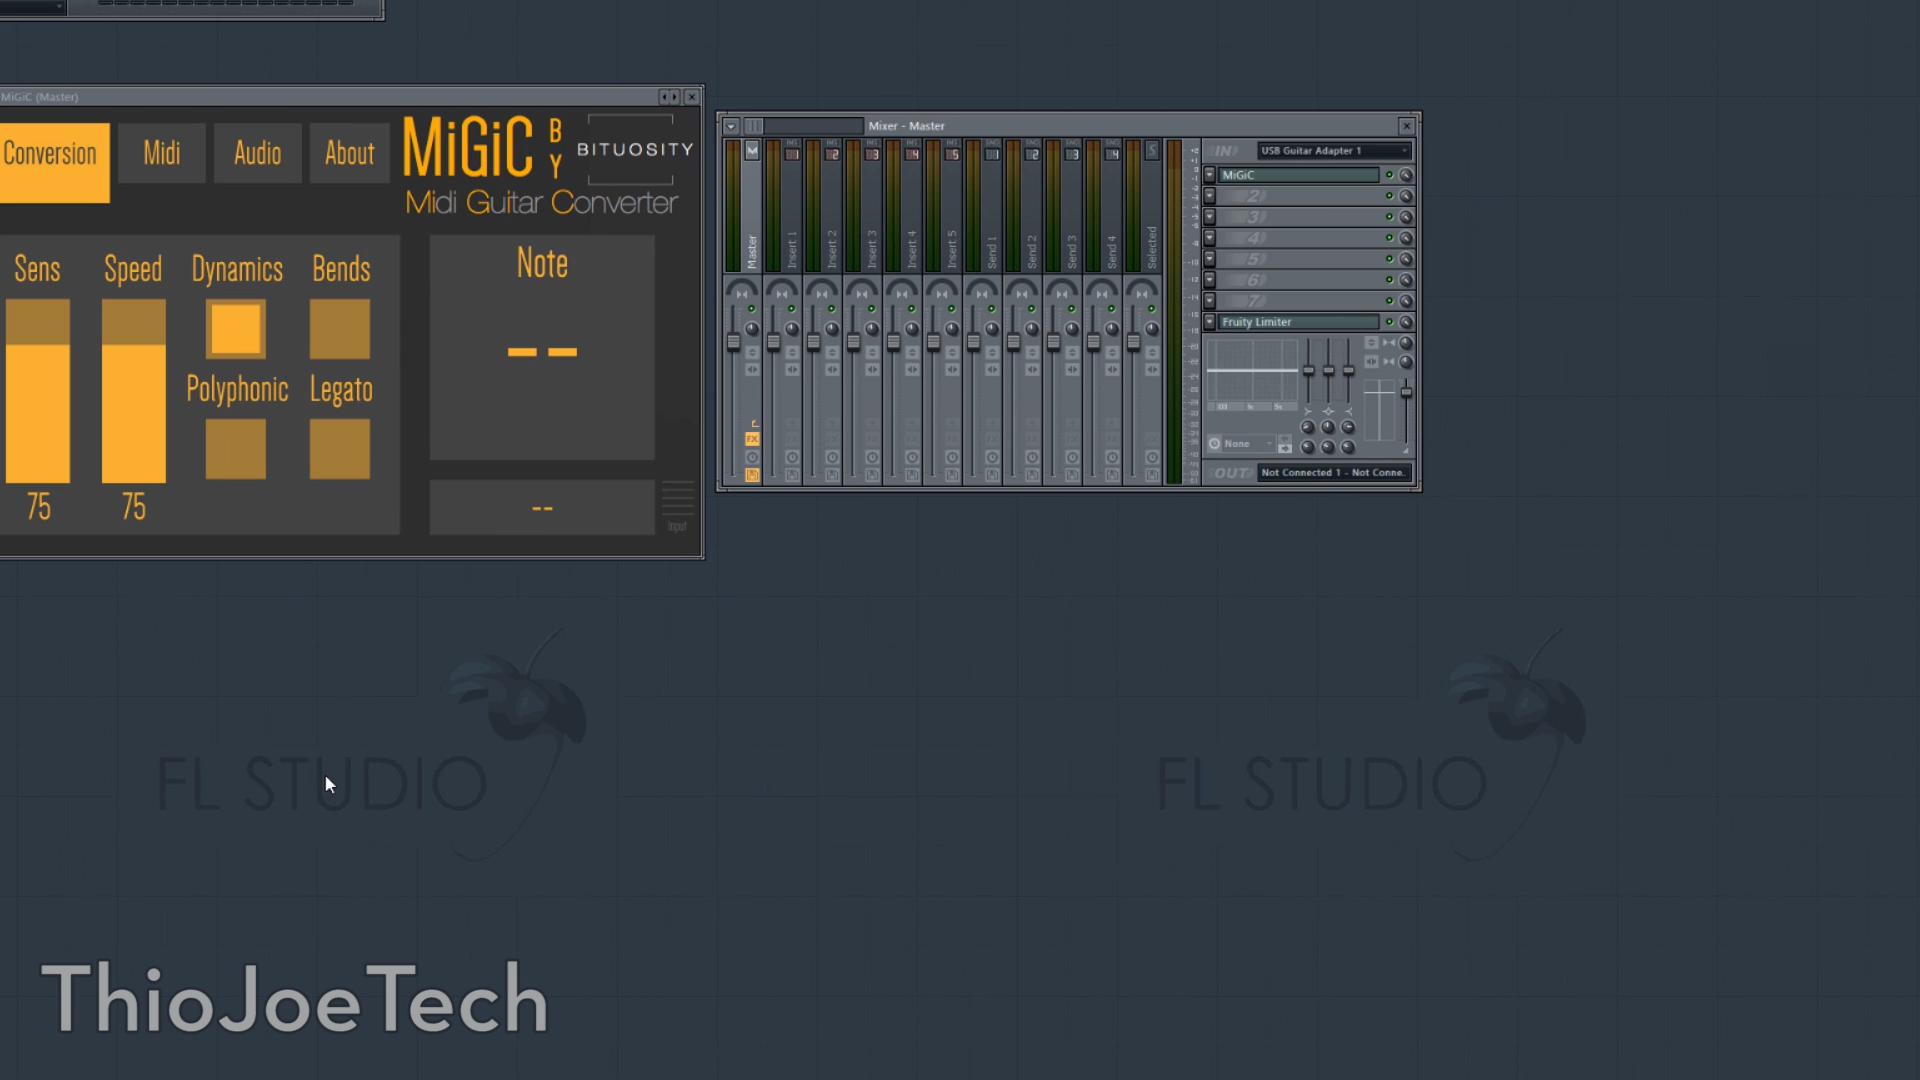 MiGiC (Master)
Conversion
Midi
Audio
About
MiGiC BY BITUOSITY
Midi Guitar Converter
Sens
Speed
Dynamics
Bends
Polyphonic
Legato
75
75
Note
--
--
Input
Mixer - Master
Master
Insert 1
Insert 2
Insert 3
Insert 4
Insert 5
Send 1
Send 2
Send 3
Send 4
Selected
IN
USB Guitar Adapter 1
MiGiC
2
3
4
5
6
7
Fruity Limiter
None
OUT
Not Connected 1 - Not Conne..
FX
FL STUDIO
FL STUDIO
ThioJoeTech